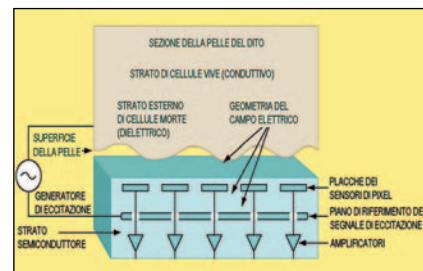 SEZIONE DELLA PELLE DEL DITO
STRATO DI CELLULE VIVE (CONDUTTIVO)
STRATO ESTERNO
DI CELLULE MORTE
(DIELETTRICO)
GEOMETRIA DEL
CAMPO ELETTRICO
SUPERFICIE
DELLA PELLE
GENERATORE
DI ECCITAZIONE
STRATO
SEMICONDUTTORE
PLACCHE DEI
SENSORI DI PIXEL
PIANO DI RIFERIMENTO DEL
SEGNALE DI ECCITAZIONE
AMPLIFICATORI